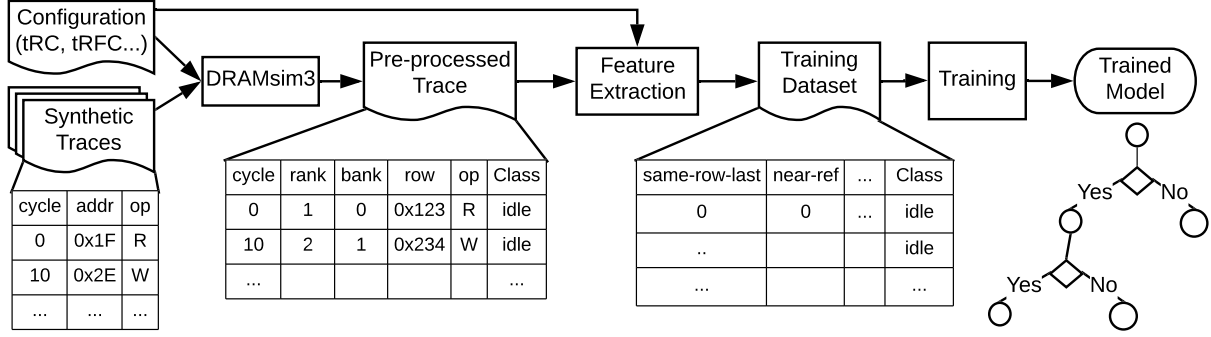 Configuration
(tRC, tRFC...)
Synthetic
Traces
DRAMsim3
Pre-processed
Trace
Feature
Extraction
Training
Dataset
Training
Trained
Model
cycle addr op
0 0x1F R
10 0x2E W
... ... ...
cycle rank bank row op Class
0 1 0 0x123 R idle
10 2 1 0x234 W idle
... ...
same-row-last near-ref ... Class
0 0 ... idle
.. idle
... ...
Yes No
Yes No